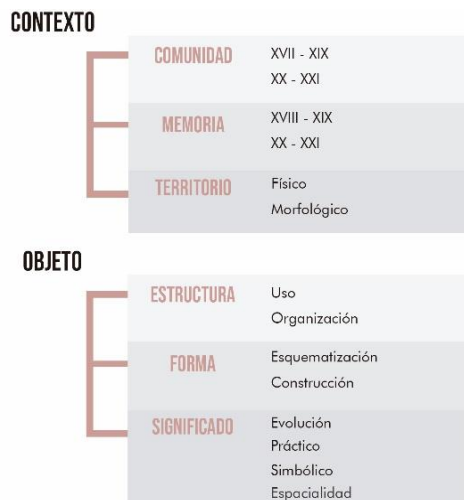 CONTEXTO
COMUNIDAD XVII - XIX
XX - XXI
MEMORIA XVIII - XIX
XX - XXI
TERRITORIO Físico
Morfológico
OBJETO
ESTRUCTURA Uso
Organización
FORMA Esquematización
Construcción
SIGNIFICADO Evolución
Práctico
Simbólico
Espacialidad